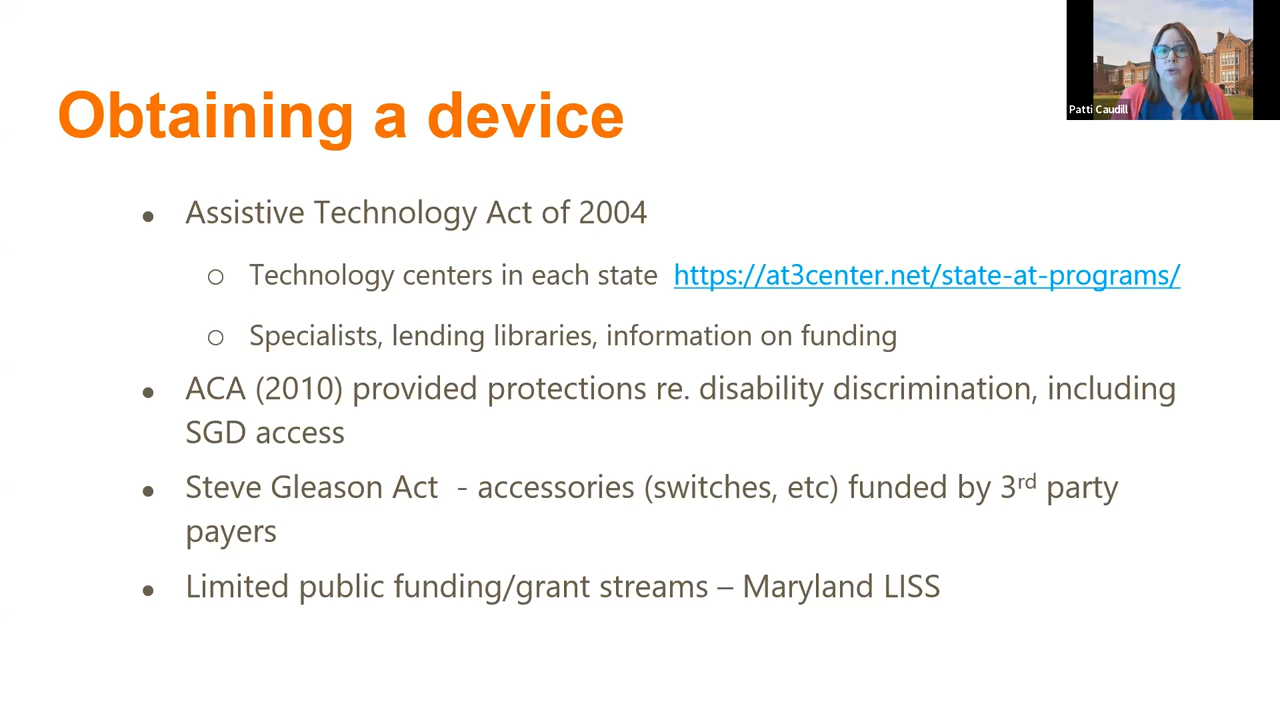 Patti Caudill
Obtaining a device
● Assistive Technology Act of 2004
○ Technology centers in each state https://at3center.net/state-at-programs/
○ Specialists, lending libraries, information on funding
● ACA (2010) provided protections re. disability discrimination, including
SGD access
● Steve Gleason Act - accessories (switches, etc) funded by 3rd party
payers
● Limited public funding/grant streams – Maryland LISS